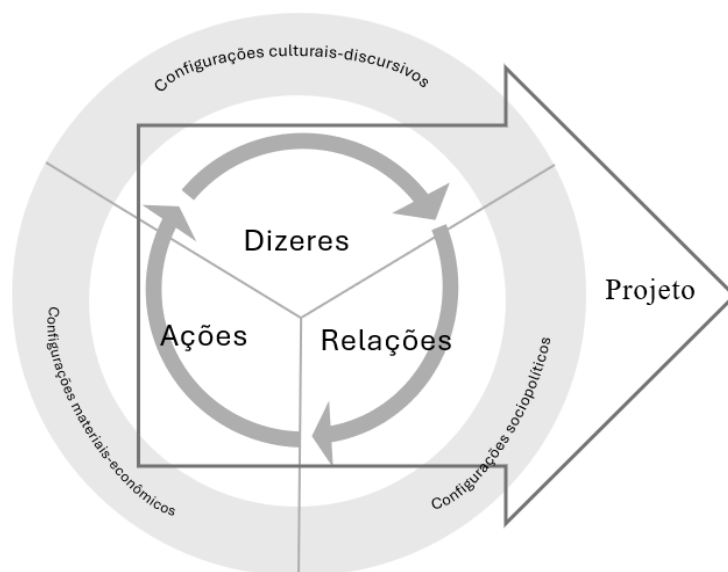 Configurações culturais-discursivos
Dizeres
Projeto
Ações
Relações
Configurações materiais-econômicos
Configurações sociopolíticos